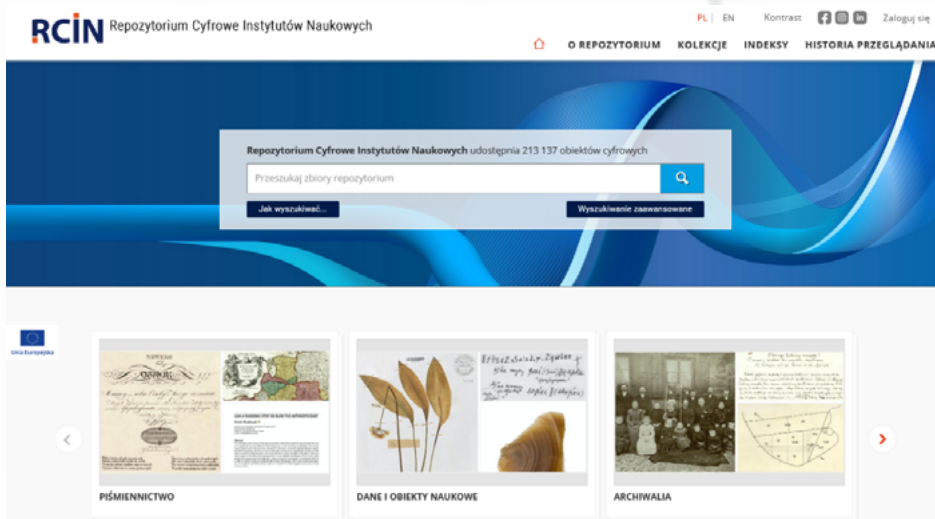 RCIN Repozytorium Cyfrowe Instytutów Naukowych
PL | EN Kontrast Zaloguj się
O REPOZYTORIUM KOLEKCJE INDEKSY HISTORIA PRZEGLĄDANIA
Repozytorium Cyfrowe Instytutów Naukowych udostępnia 213 137 obiektów cyfrowych
Przeszukaj zbiory repozytorium
Jak wyszukiwać... Wyszukiwanie zaawansowane
Unia Europejska
PIŚMIENNICTWO DANE I OBIEKTY NAUKOWE ARCHIWALIA